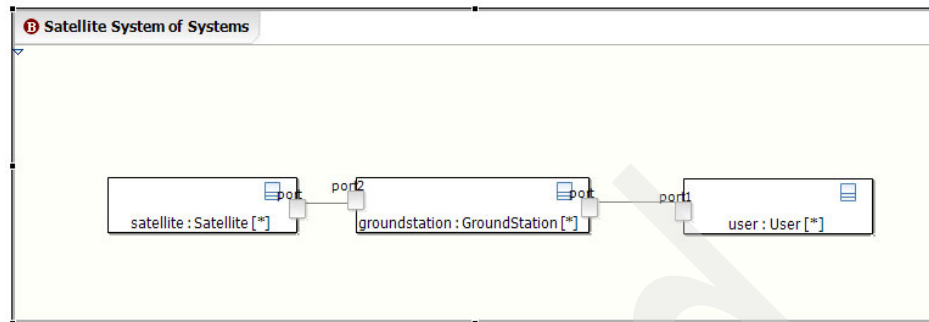 B Satellite System of Systems
port
port2
port
port1
satellite : Satellite [*]
groundstation : GroundStation [*]
user : User [*]